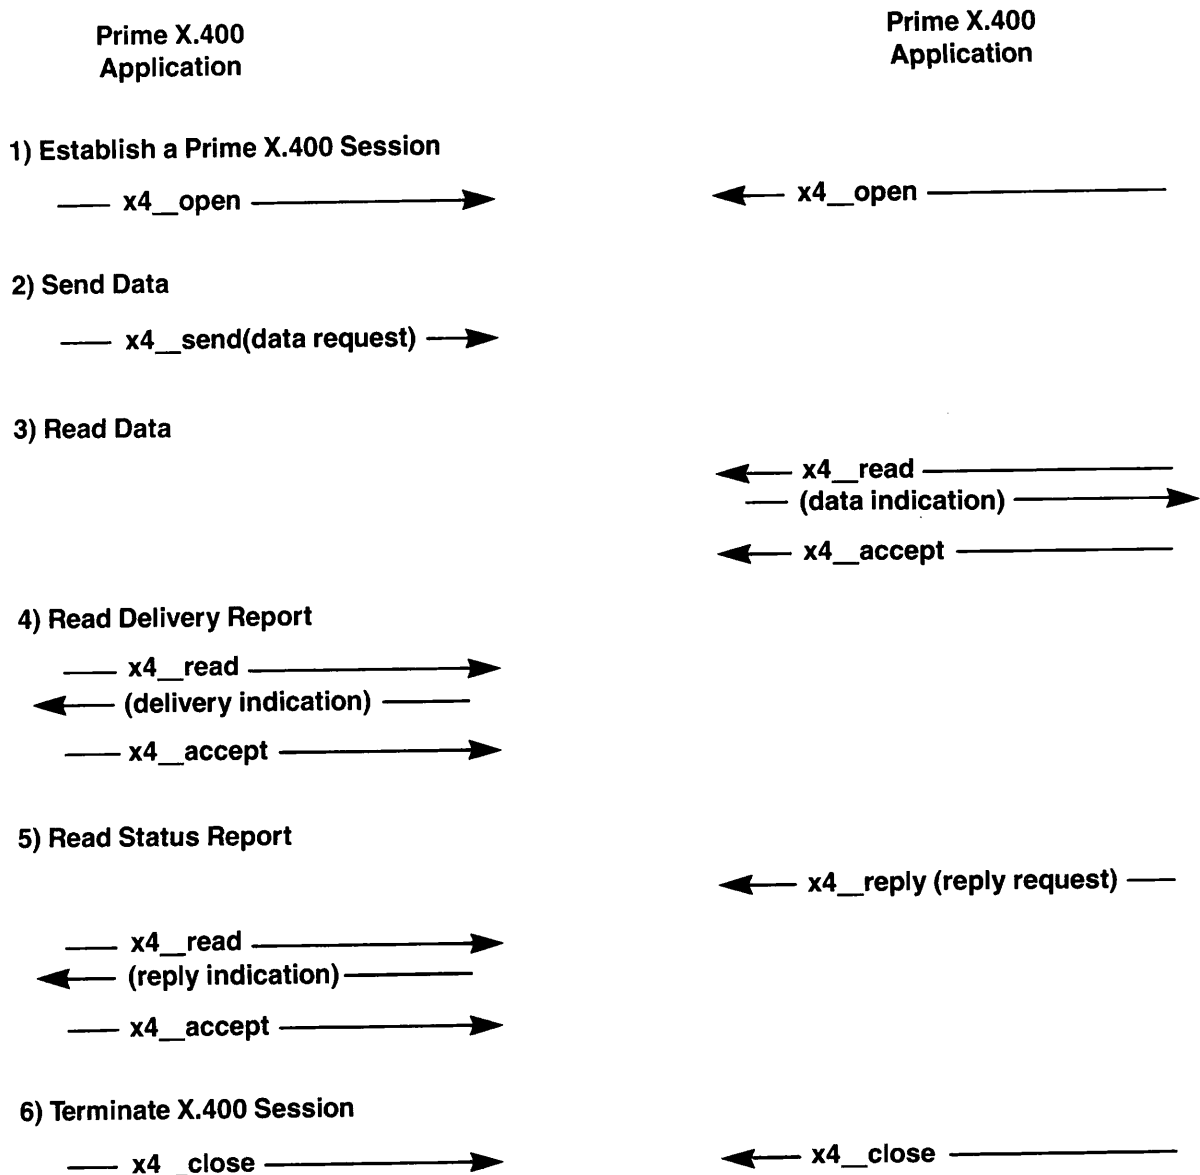 Prime X.400
Application
Prime X.400
Application
1) Establish a Prime X.400 Session
x4__open
x4__open
2) Send Data
x4__send(data request)
3) Read Data
x4__read
(data indication)
x4__accept
4) Read Delivery Report
x4__read
(delivery indication)
x4__accept
5) Read Status Report
x4__reply (reply request)
x4__read
(reply indication)
x4__accept
6) Terminate X.400 Session
x4__close
x4__close